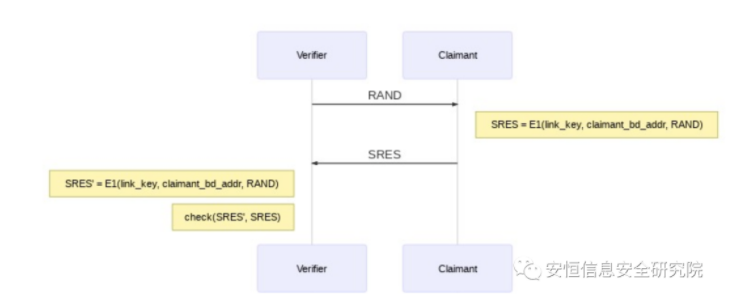 Verifier
Claimant
RAND
SRES = E1(link_key, claimant_bd_addr, RAND)
SRES
SRES' = E1(link_key, claimant_bd_addr, RAND)
check(SRES', SRES)
Verifier
Claimant
安恒信息安全研究院